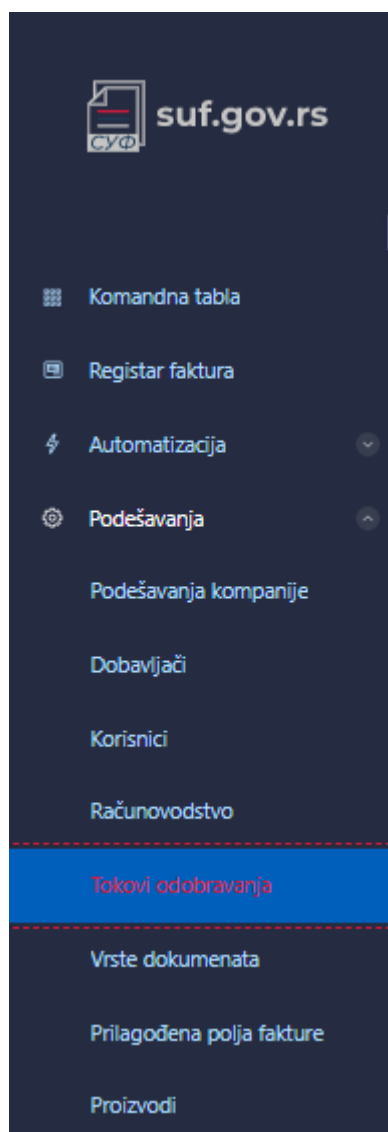 СУФ
suf.gov.rs
Komandna tabla
Registar faktura
Automatizacija
Podešavanja
Podešavanja kompanije
Dobavljači
Korisnici
Računovodstvo
Tokovi odobravanja
Vrste dokumenata
Prilagođena polja fakture
Proizvodi